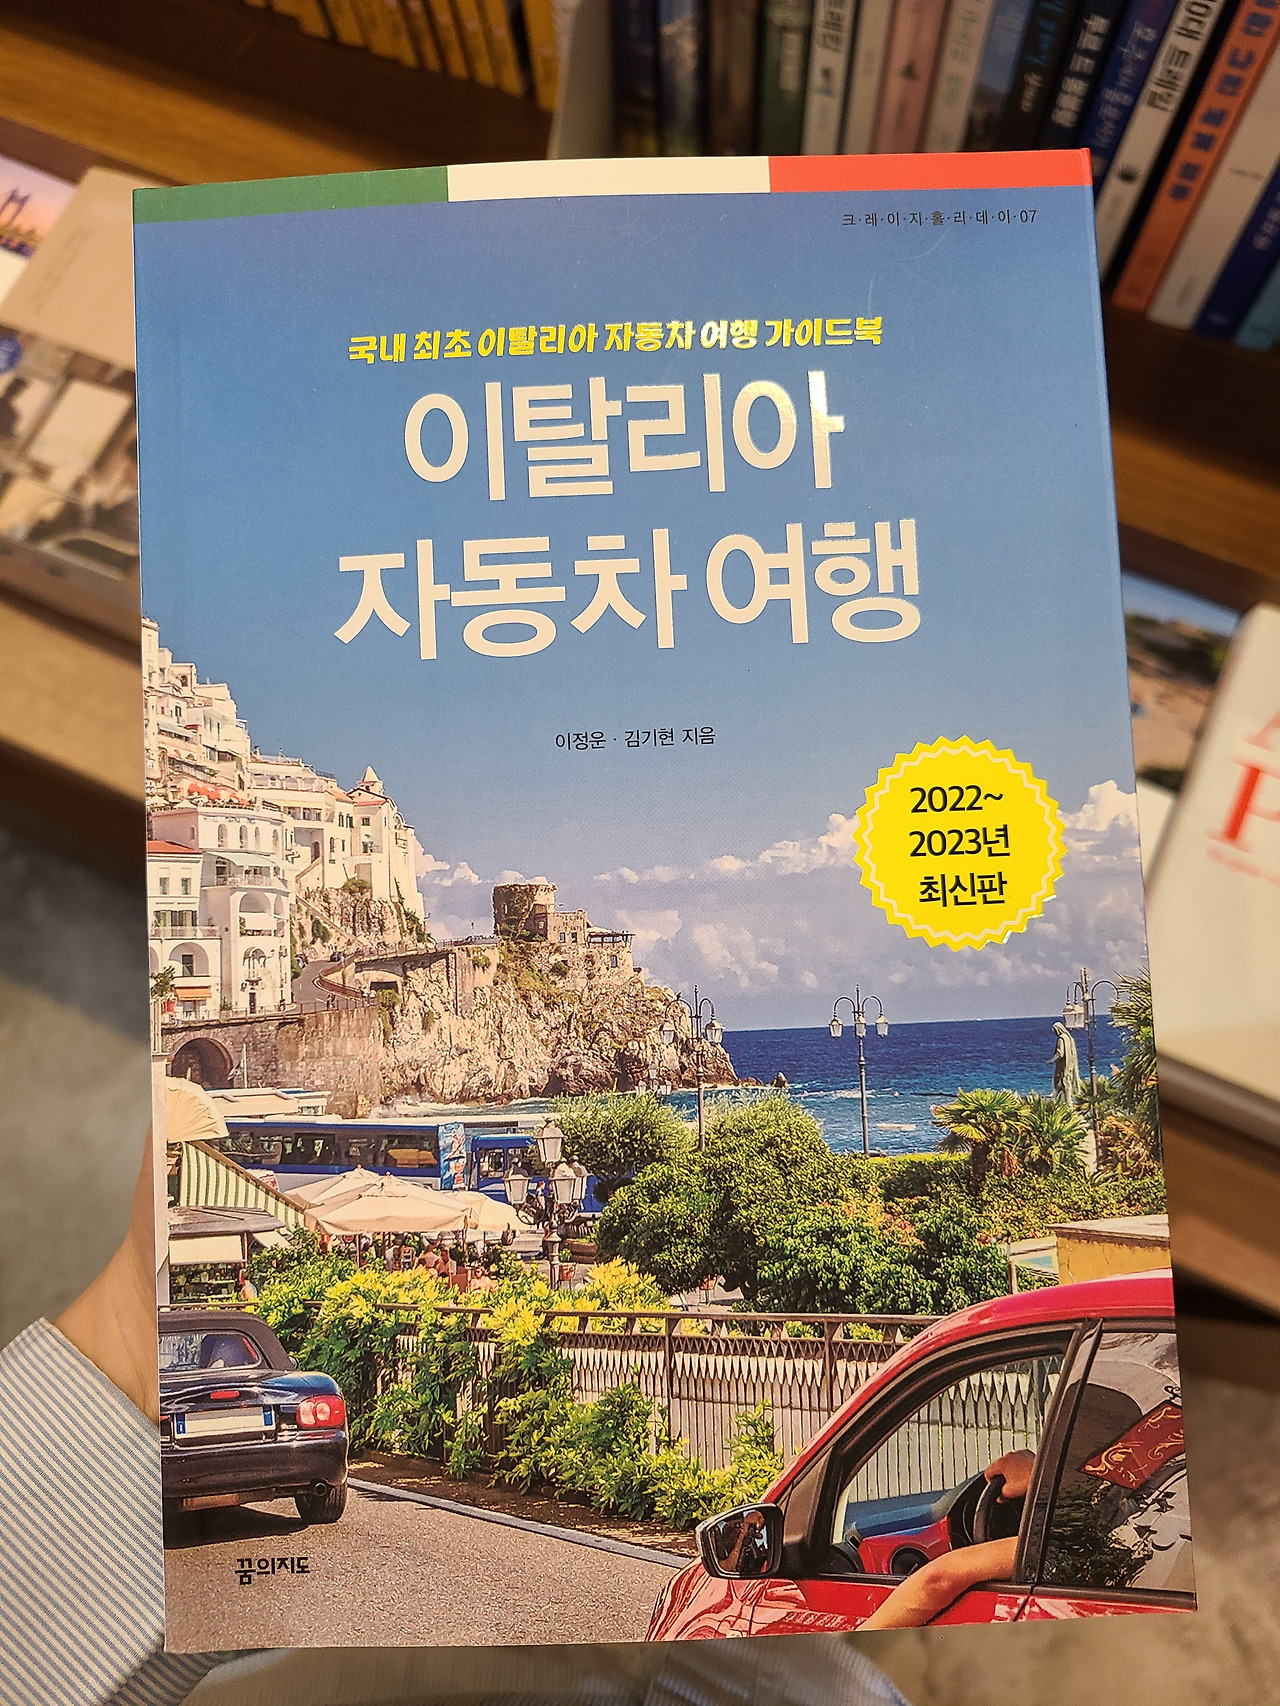 크·레·이·지·홀·리·데·이·07
국내 최초 이탈리아 자동차 여행 가이드북
이탈리아
자동차 여행
이정운 · 김기현 지음
2022~
2023년
최신판
꿈의지도